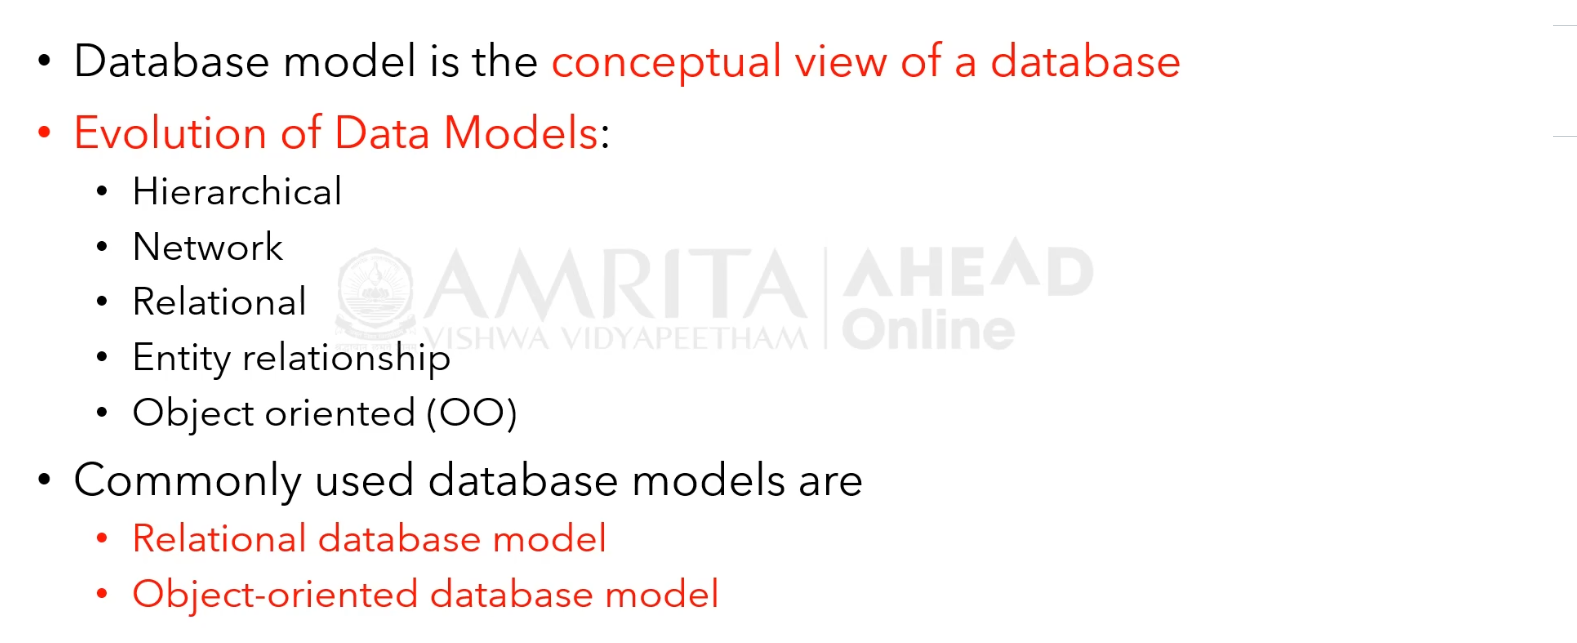 • Database model is the conceptual view of a database
• Evolution of Data Models:
• Hierarchical
• Network
• Relational
• Entity relationship
• Object oriented (OO)
• Commonly used database models are
• Relational database model
• Object-oriented database model
AMRITA
VISHWA VIDYAPEETHAM
AHEAD
Online